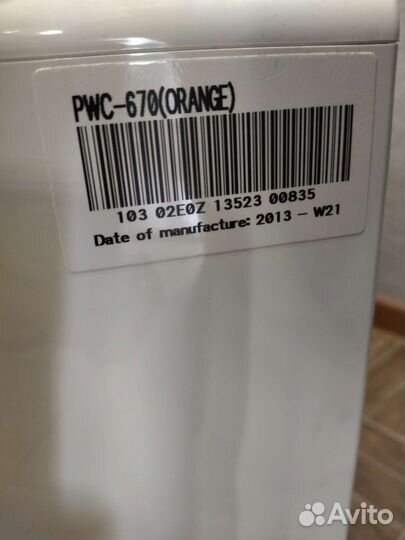 PWC-670(ORANGE)
103 02E0Z 13523 00835
Date of manufacture: 2013 - W21
Avito